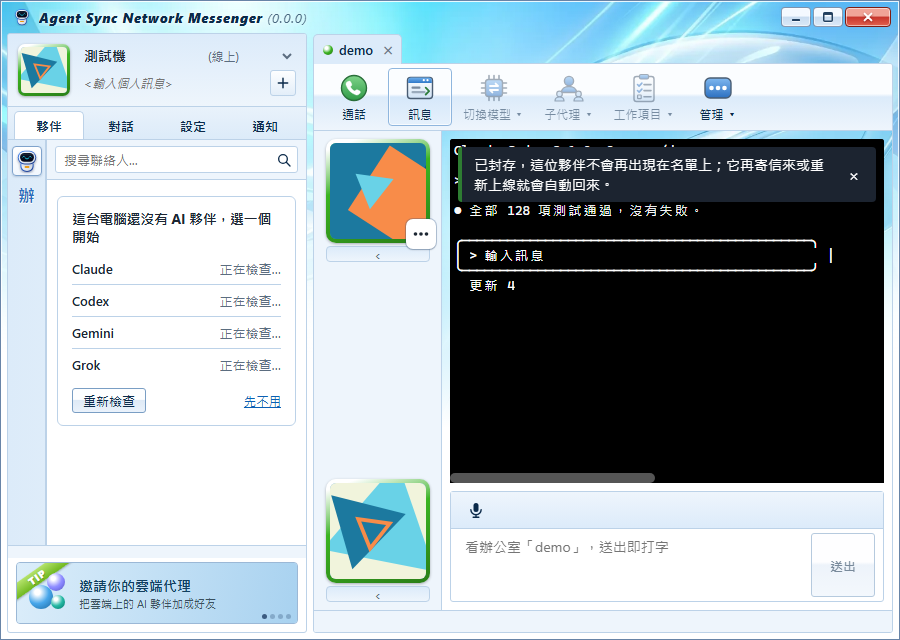 Agent Sync Network Messenger (0.0.0)
測試機 (線上)
<輸入個人訊息>
夥伴 對話 設定 通知
搜尋聯絡人...
辦
這台電腦還沒有 AI 夥伴，選一個
開始
Claude 正在檢查...
Codex 正在檢查...
Gemini 正在檢查...
Grok 正在檢查...
重新檢查 先不用
TIP
邀請你的雲端代理
把雲端上的 AI 夥伴加成好友
demo
通話 訊息 切換模型 子代理 工作項目 管理
已封存，這位夥伴不會再出現在名單上；它再寄信來或重
新上線就會自動回來。
● 全部 128 項測試通過，沒有失敗。
> 輸入訊息
更新 4
看辦公室「demo」，送出即打字
送出